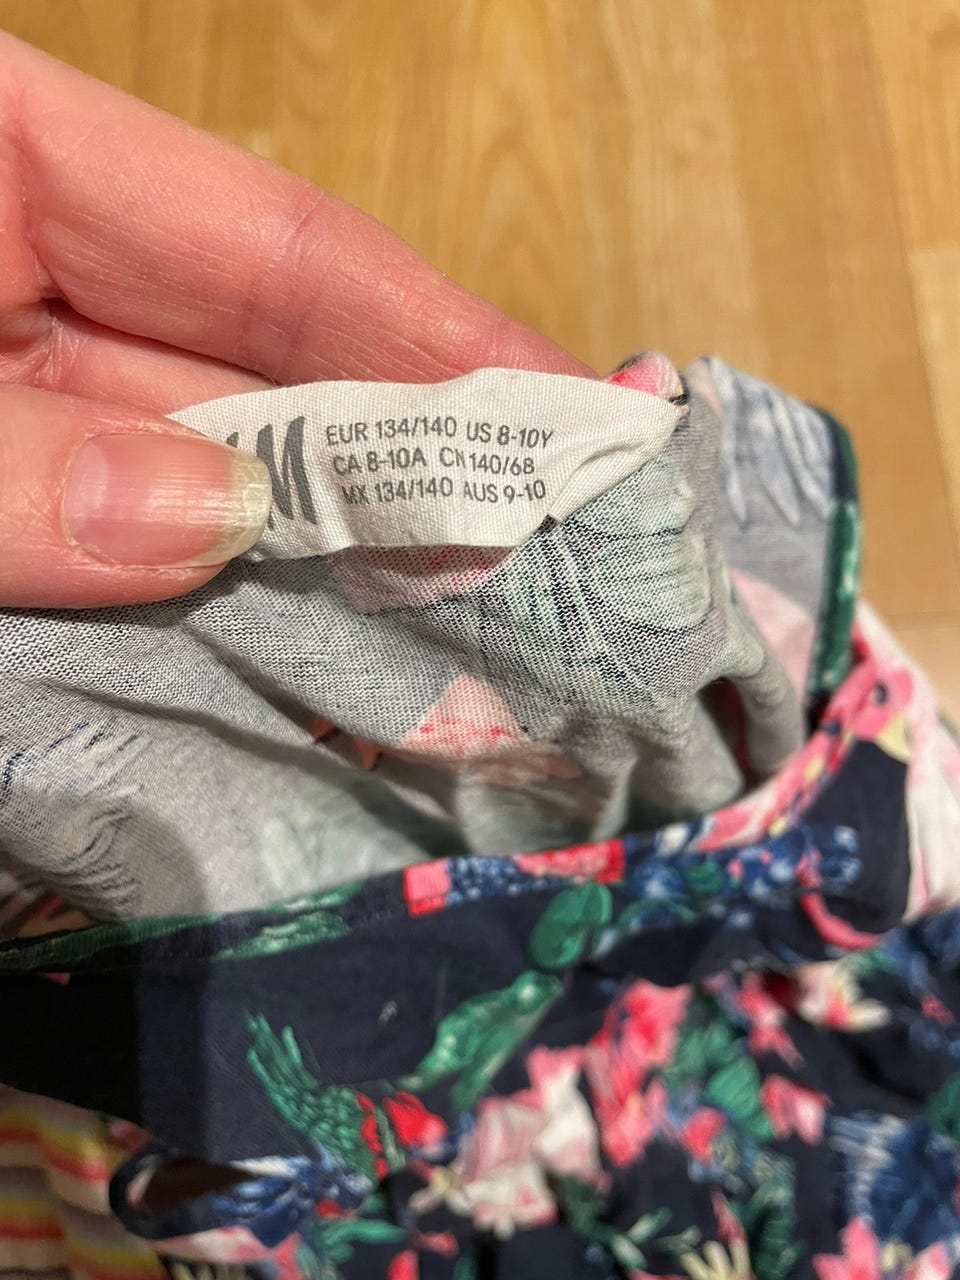 M
EUR 134/140 US 8-10Y
CA 8-10A CN 140/68
MX 134/140 AUS 9-10